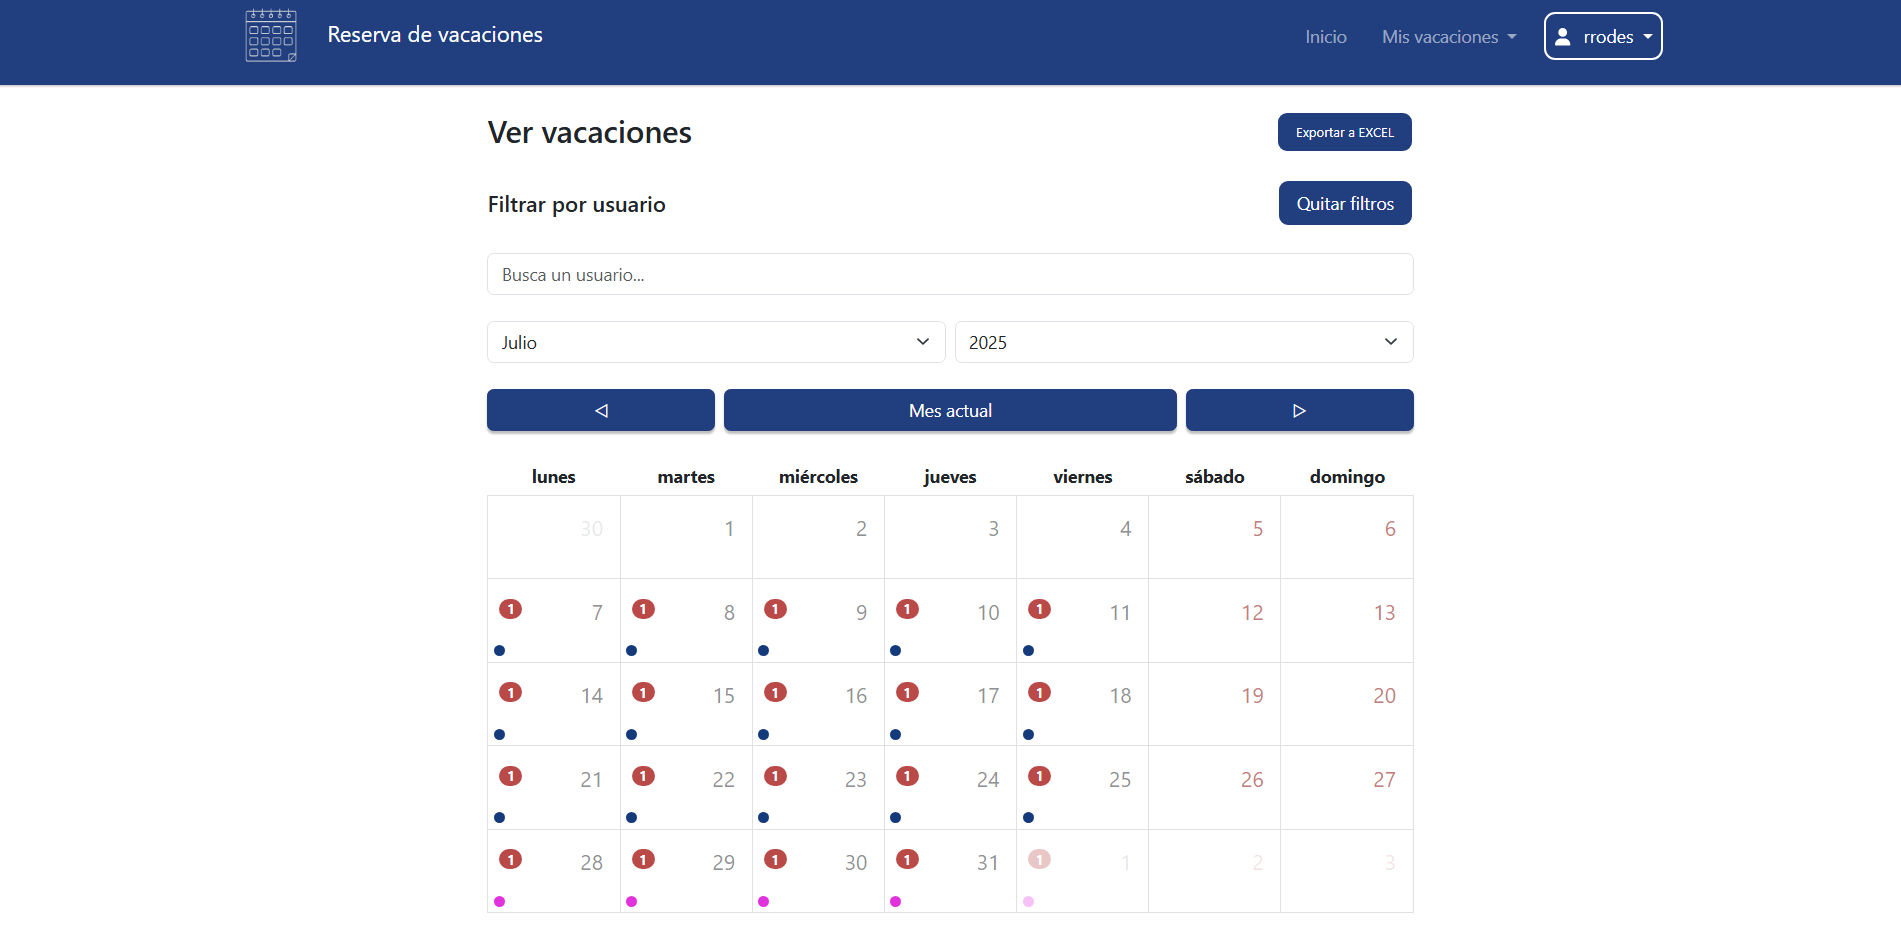 Reserva de vacaciones
Inicio
Mis vacaciones
rrodes
Ver vacaciones
Exportar a EXCEL
Filtrar por usuario
Quitar filtros
Busca un usuario...
Julio
2025
Mes actual
lunes martes miércoles jueves viernes sábado domingo
30 1 2 3 4 5 6
1 7 1 8 1 9 1 10 1 11 12 13
1 14 1 15 1 16 1 17 1 18 19 20
1 21 1 22 1 23 1 24 1 25 26 27
1 28 1 29 1 30 1 31 1 1 2 3